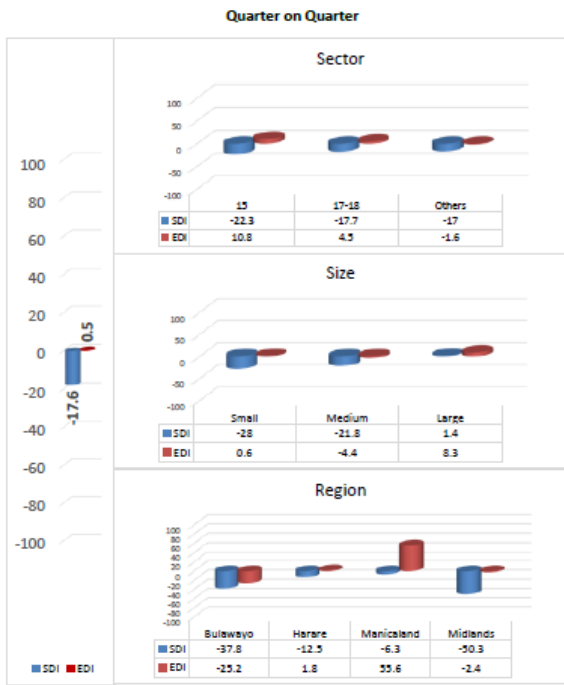 Quarter on Quarter
100
80
60
40
20
0
-20
-40
-60
-80
-100
0.5
-17.6
SDI EDI
Sector
100
50
0
-50
-100
15 17-18 Others
SDI -22.3 -17.7 -17
EDI 10.8 4.5 -1.6
Size
100
50
0
-50
-100
Small Medium Large
SDI -28 -21.8 1.4
EDI 0.6 -4.4 8.3
Region
100
80
60
40
20
0
-20
-40
-60
-80
-100
Bulawayo Harare Manicaland Midlands
SDI -37.8 -12.5 -6.3 -50.3
EDI -25.2 1.8 55.6 -2.4